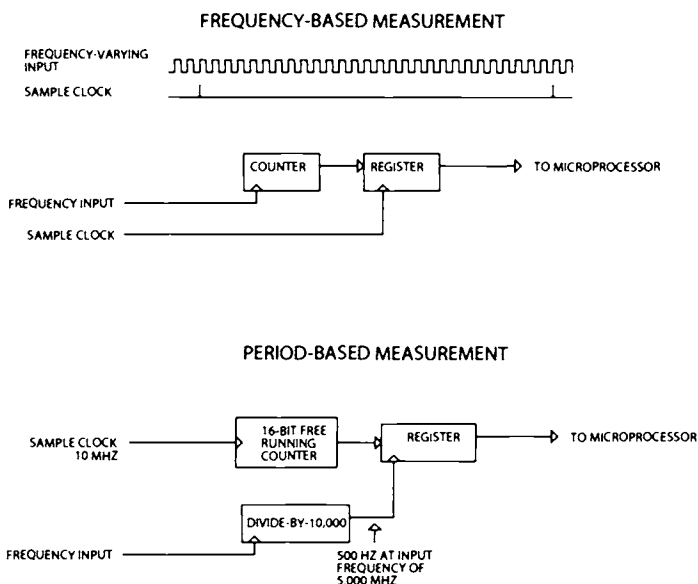 FREQUENCY-BASED MEASUREMENT
FREQUENCY-VARYING
INPUT
SAMPLE CLOCK
COUNTER
REGISTER
TO MICROPROCESSOR
FREQUENCY INPUT
SAMPLE CLOCK
PERIOD-BASED MEASUREMENT
SAMPLE CLOCK
10 MHZ
16-BIT FREE
RUNNING
COUNTER
REGISTER
TO MICROPROCESSOR
DIVIDE-BY-10,000
FREQUENCY INPUT
500 HZ AT INPUT
FREQUENCY OF
5.000 MHZ